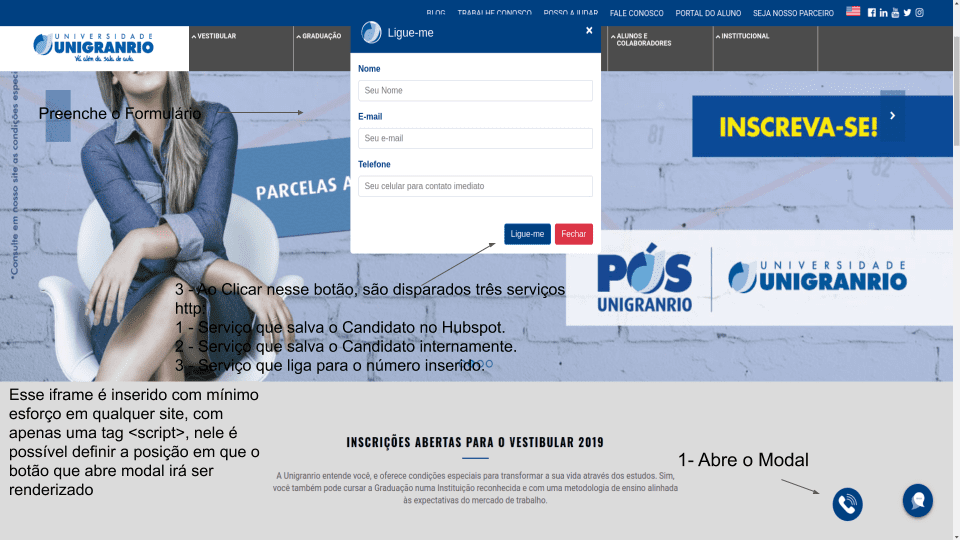 BLOG TRABALHE CONOSCO POSSO AJUDAR FALE CONOSCO PORTAL DO ALUNO SEJA NOSSO PARCEIRO
UNIVERSIDADE
UNIGRANRIO
Vá além da sala de aula
VESTIBULAR
GRADUAÇÃO
Ligue-me
×
ALUNOS E
COLABORADORES
INSTITUCIONAL
Nome
Seu Nome
E-mail
Seu e-mail
Telefone
Seu celular para contato imediato
Ligue-me
Fechar
*Consulte em nosso site as condições especi
Preenche o Formulário
PARCELAS A
INSCREVA-SE!
81
82
PÓS
UNIGRANRIO
UNIVERSIDADE
UNIGRANRIO
3 - Ao Clicar nesse botão, são disparados três serviços
http:
1 - Serviço que salva o Candidato no Hubspot.
2 - Serviço que salva o Candidato internamente.
3 - Serviço que liga para o número inserido.
Esse iframe é inserido com mínimo
esforço em qualquer site, com
apenas uma tag <script>, nele é
possível definir a posição em que o
botão que abre modal irá ser
renderizado
INSCRIÇÕES ABERTAS PARA O VESTIBULAR 2019
A Unigranrio entende você, e oferece condições especiais para transformar a sua vida através dos estudos. Sim,
você também pode cursar a Graduação numa Instituição reconhecida e com uma metodologia de ensino alinhada
às expectativas do mercado de trabalho.
1- Abre o Modal